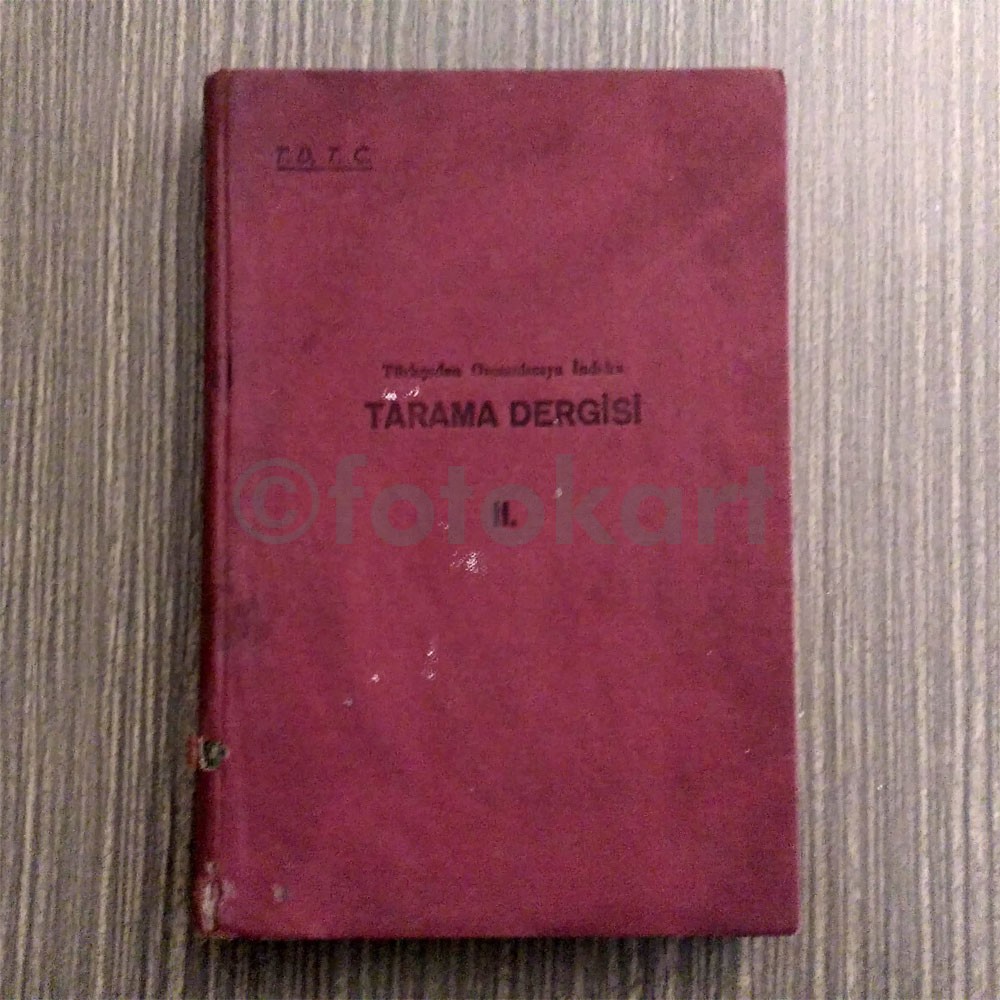 T. D. T. C.
Türkçeden Osmanlıcaya İndeks
TARAMA DERGİSİ
II.
©fotokart